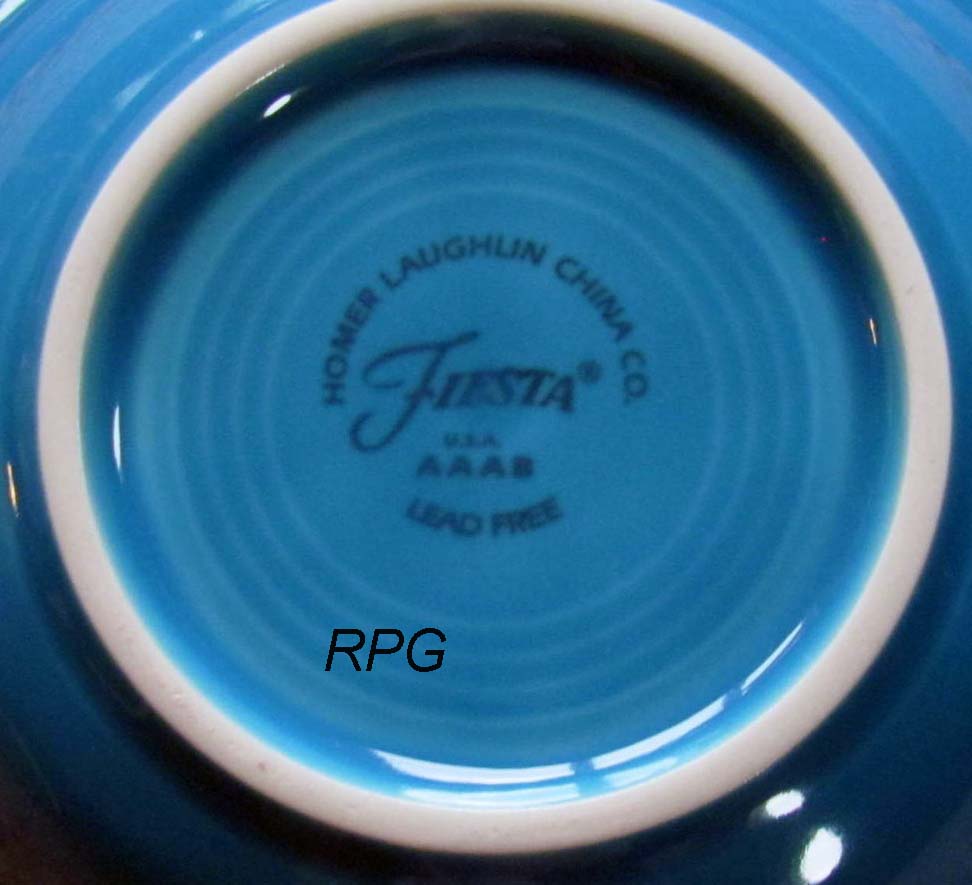 HOMER LAUGHLIN CHINA CO.
FIESTA®
U.S.A.
AAAB
LEAD FREE
RPG